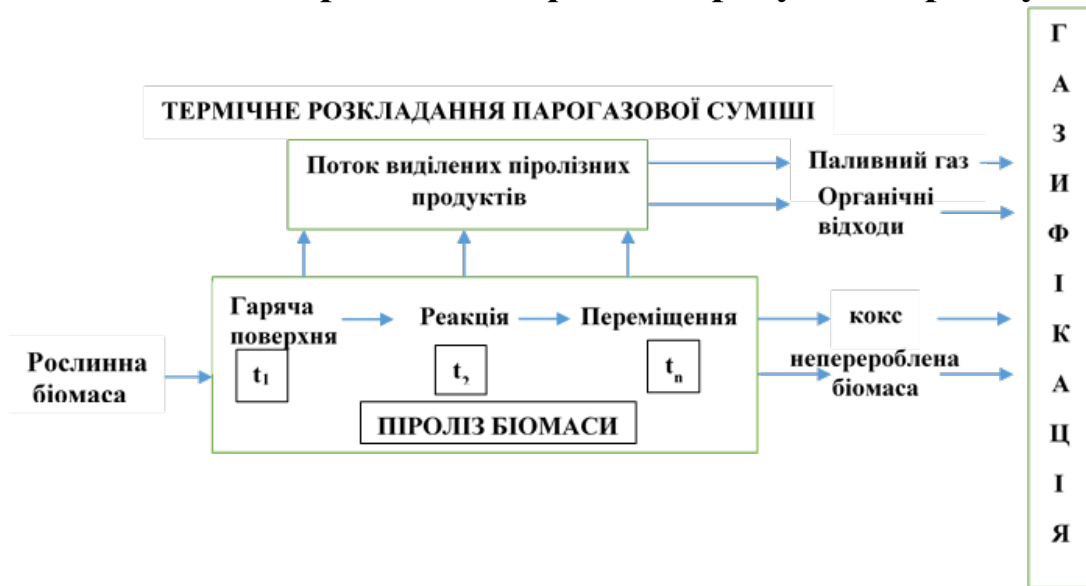 ТЕРМІЧНЕ РОЗКЛАДАННЯ ПАРОГАЗОВОЇ СУМІШІ
Поток виділених піролізних
продуктів
Паливний газ
Органічні
відходи
Гаряча
поверхня
Реакція
Переміщення
t₁
t₂
tₙ
ПІРОЛІЗ БІОМАСИ
Рослинна
біомаса
кокс
непереробленa
біомаса
Г
А
З
И
Ф
І
К
А
Ц
І
Я